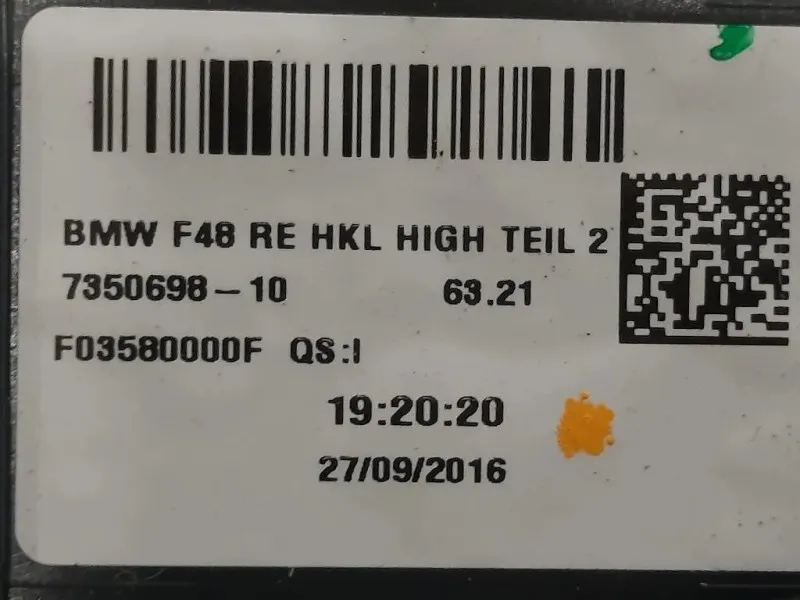 BMW F48 RE HKL HIGH TEIL 2
7350698-10 63.21
F03580000F QS:I
19:20:20
27/09/2016